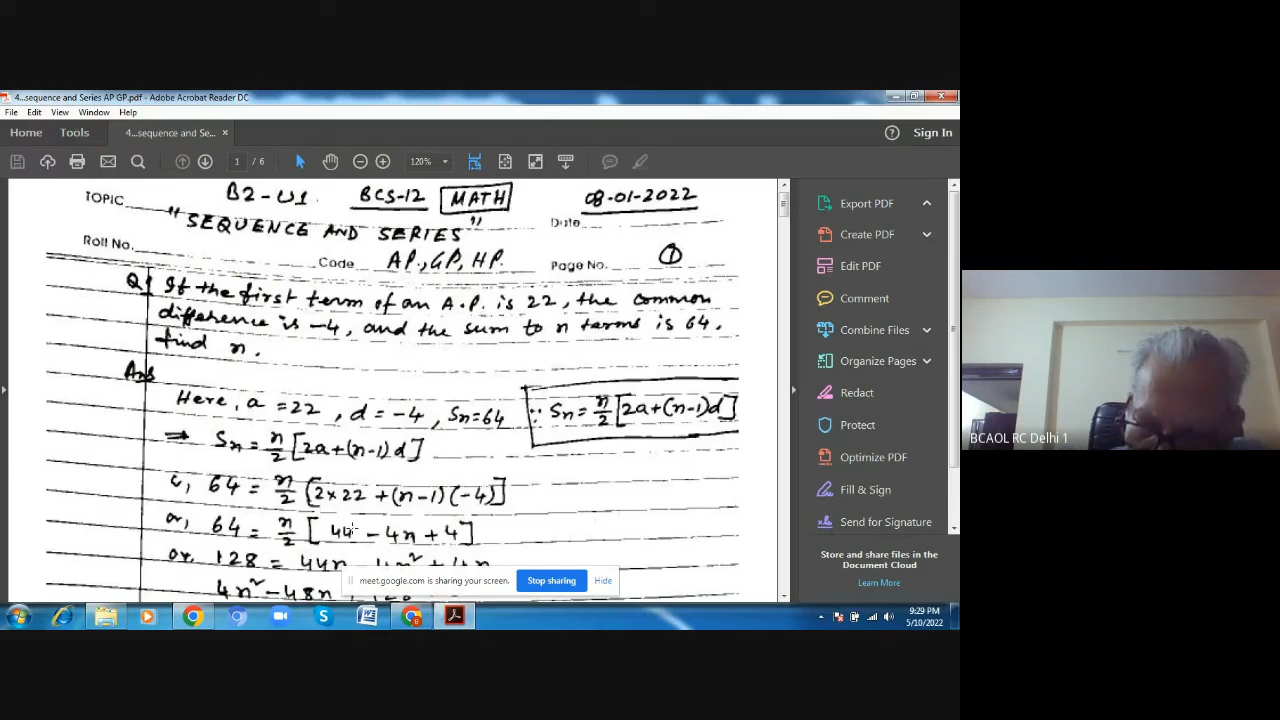 4...sequence and Series AP GP.pdf - Adobe Acrobat Reader DC
File Edit View Window Help
Home Tools 4...sequence and Se... × Sign In
1 / 6 120%
TOPIC B2-U1 BCS-12 MATH 08-01-2022
"SEQUENCE AND SERIES" Date
Roll No. Code AP., GP, HP. Page No. 1
Q1 If the first term of an A.P. is 22, the common
difference is -4, and the sum to n terms is 64,
find n.
Ans
Here, a = 22, d = -4, Sn=64 ∵ Sn = n/2 [2a+(n-1)d]
⇒ Sn = n/2 [2a+(n-1)d]
64 = n/2 [2×22 +(n-1)(-4)]
or, 64 = n/2 [44 - 4n + 4]
or, 128 = 44n - 4n² + 4n
4n² - 48n + 128
meet.google.com is sharing your screen. Stop sharing Hide
Export PDF
Create PDF
Edit PDF
Comment
Combine Files
Organize Pages
Redact
Protect
Optimize PDF
Fill & Sign
Send for Signature
Store and share files in the
Document Cloud
Learn More
BCAOL RC Delhi 1
9:29 PM
5/10/2022